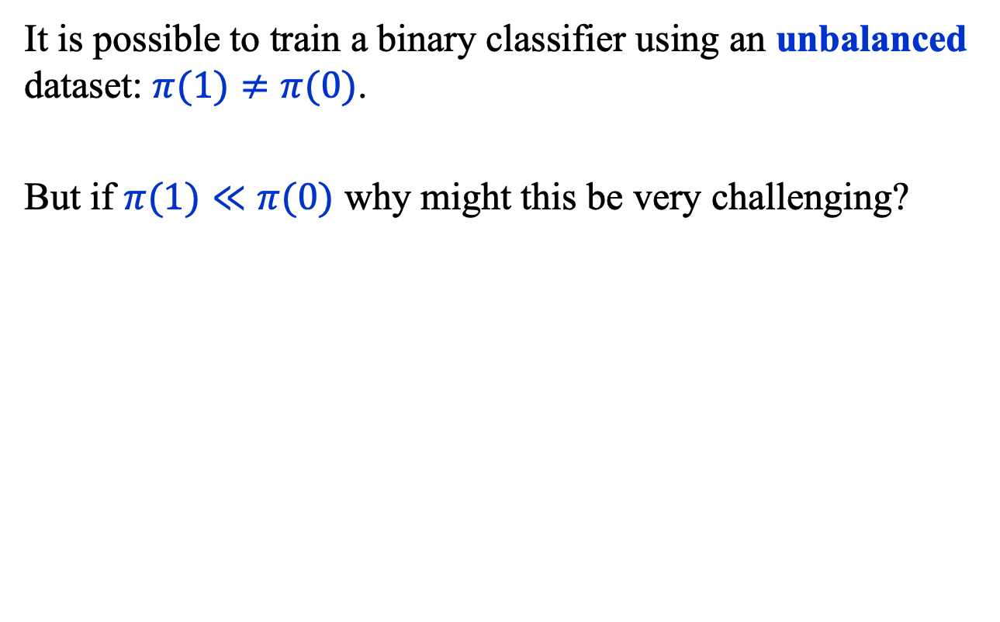 It is possible to train a binary classifier using an unbalanced
dataset: π(1) ≠ π(0).
But if π(1) ≪ π(0) why might this be very challenging?